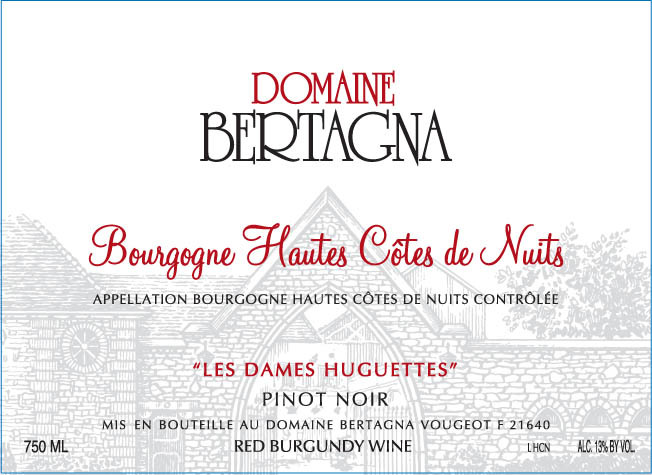 DOMAINE
BERTAGNA
Bourgogne Hautes Côtes de Nuits
APPELLATION BOURGOGNE HAUTES CÔTES DE NUITS CONTRÔLÉE
“LES DAMES HUGUETTES”
PINOT NOIR
MIS EN BOUTEILLE AU DOMAINE BERTAGNA VOUGEOT F 21640
750 ML RED BURGUNDY WINE L HCN ALC. 13% BY VOL.